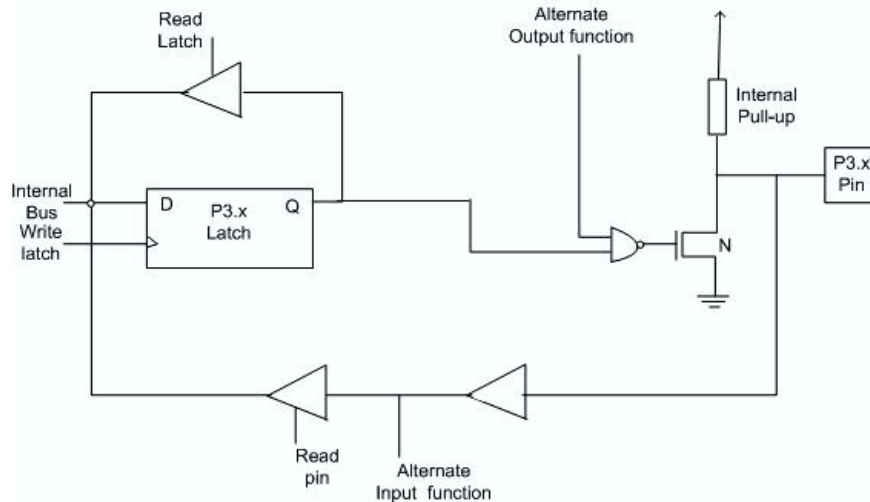 Read
Latch
Alternate
Output function
Internal
Pull-up
P3.x
Pin
Internal
Bus
Write
latch
D
P3.x
Latch
Q
N
Read
pin
Alternate
Input function